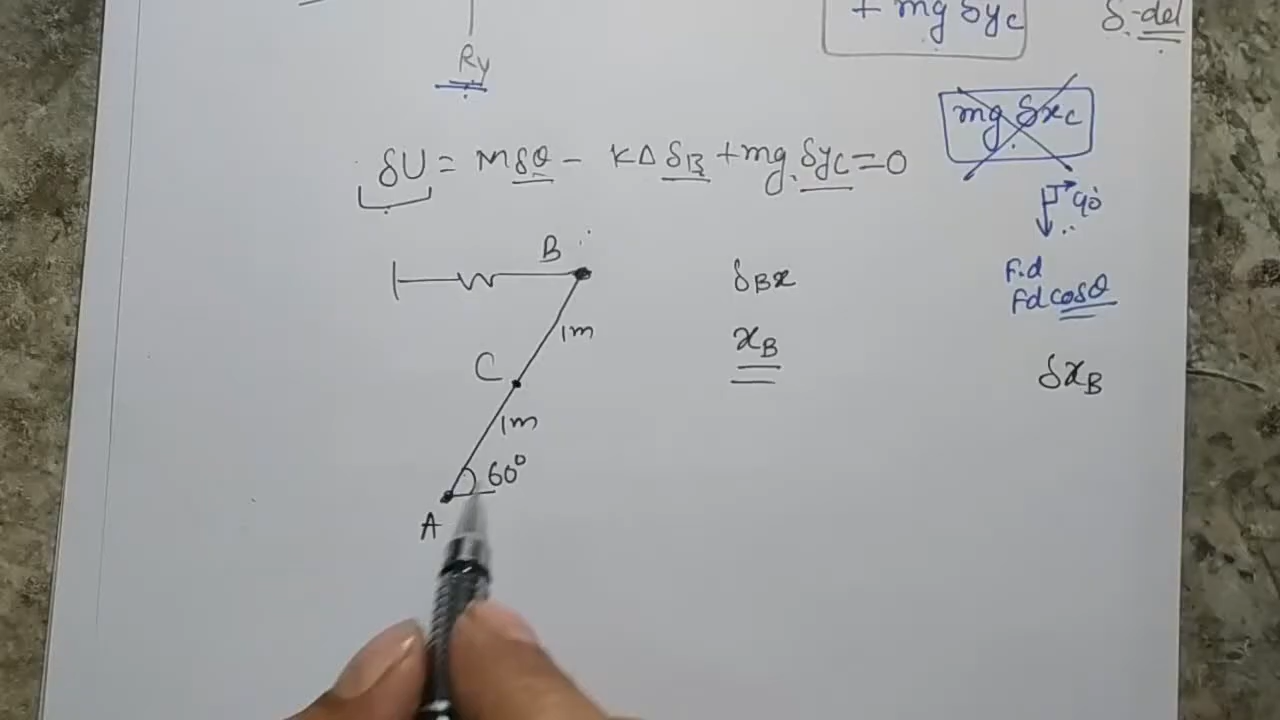 + mg δyc
δ-del
Ry
mg δxc
δU = Mδθ - KΔ δB + mg δyc = 0
90°
B
δBx
F.d
Fd cosθ
1m
xB
C
δxB
1m
60°
A